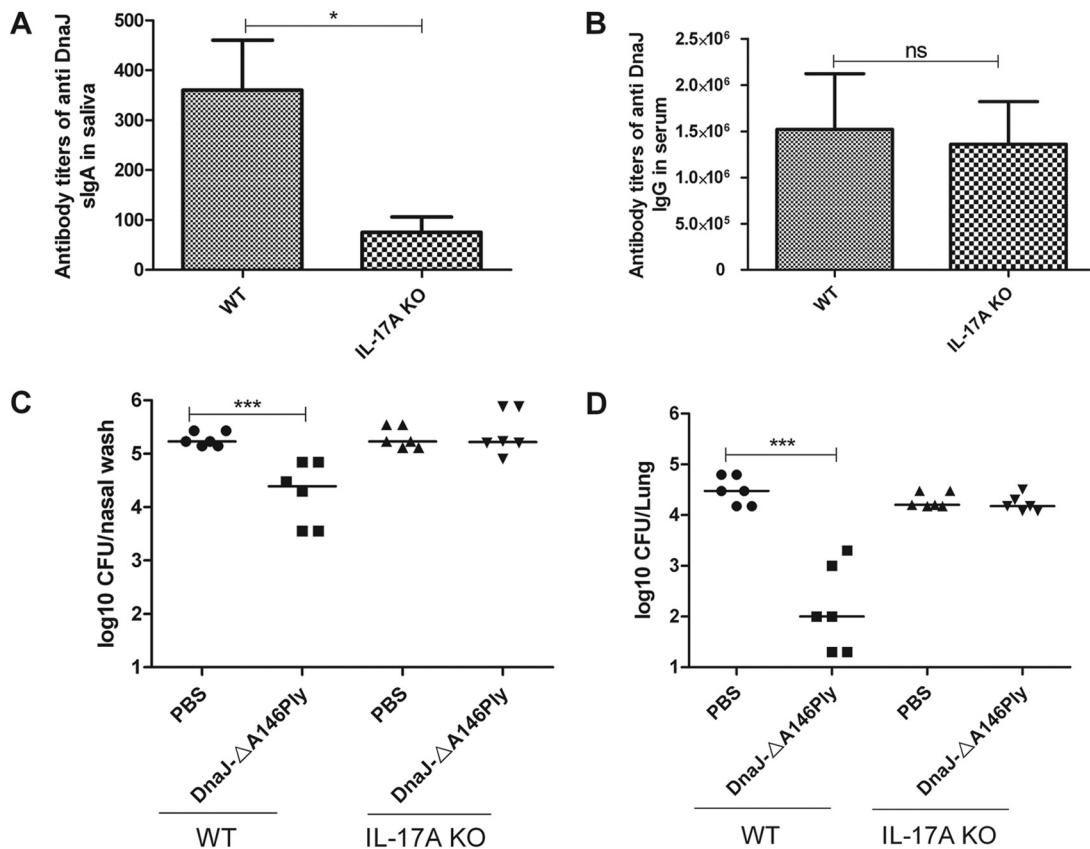 A
Antibody titers of anti DnaJ
sIgA in saliva
500
400
300
200
100
0
*
WT
IL-17A KO
B
Antibody titers of anti DnaJ
IgG in serum
2.5×10⁶
2.0×10⁶
1.5×10⁶
1.0×10⁶
5.0×10⁵
0
ns
WT
IL-17A KO
C
log10 CFU/nasal wash
6
5
4
3
2
1
***
PBS
DnaJ-△A146Ply
PBS
DnaJ-△A146Ply
WT
IL-17A KO
D
log10 CFU/Lung
6
5
4
3
2
1
***
PBS
DnaJ-△A146Ply
PBS
DnaJ-△A146Ply
WT
IL-17A KO